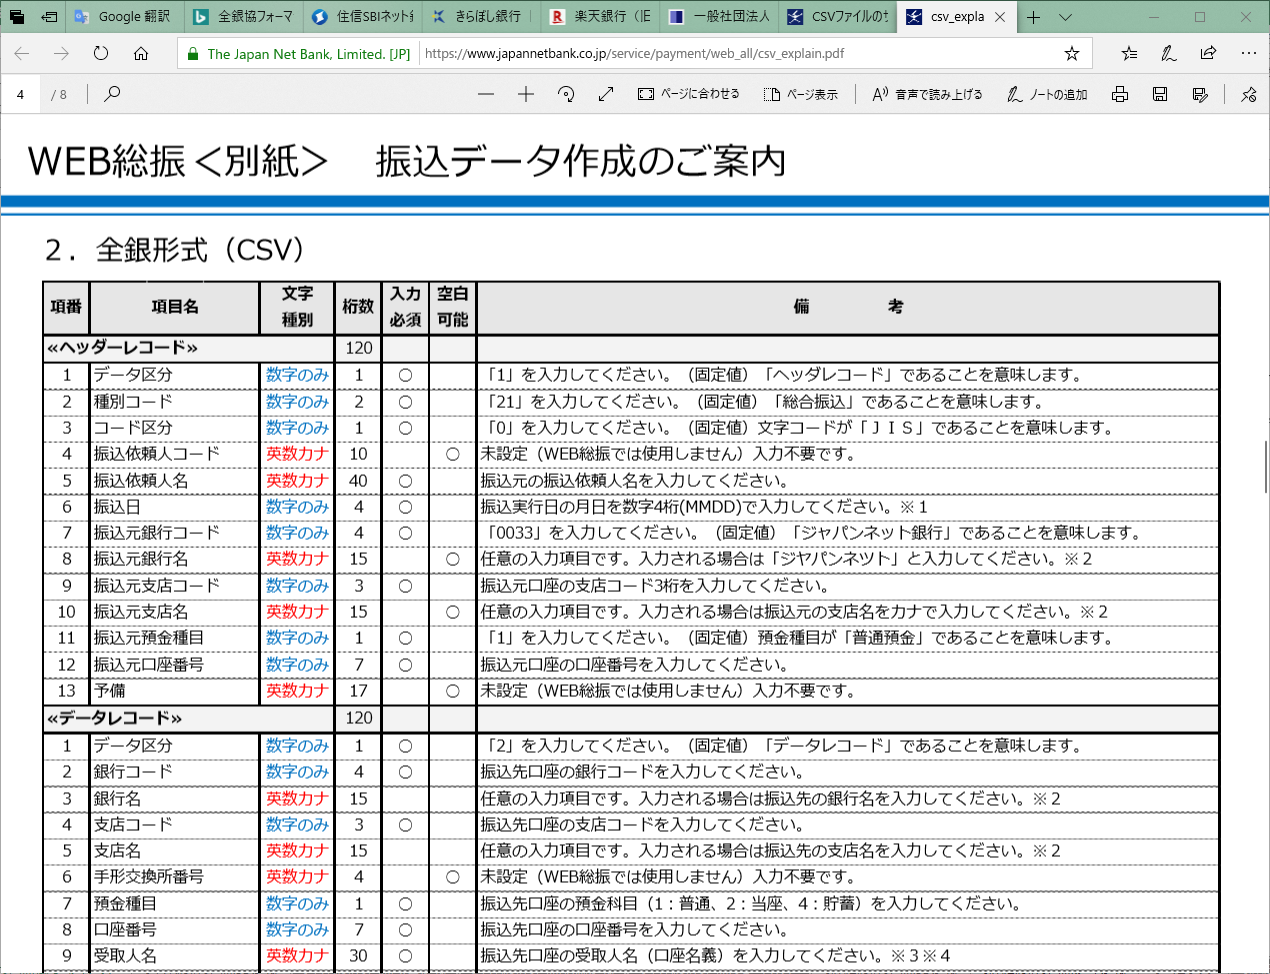 Google 翻訳
全銀協フォーマ
住信SBIネット銀
きらぼし銀行
楽天銀行（旧
一般社団法人
CSVファイルのサ
csv_expla
The Japan Net Bank, Limited. [JP]
https://www.japannetbank.co.jp/service/payment/web_all/csv_explain.pdf
4 / 8 ページに合わせる ページ表示 音声で読み上げる ノートの追加
WEB総振＜別紙＞　振込データ作成のご案内
２．全銀形式（CSV）
項番 項目名 文字種別 桁数 入力必須 空白可能 備考
≪ヘッダーレコード≫ 120
1 データ区分 数字のみ 1 ○ 「1」を入力してください。（固定値）「ヘッダレコード」であることを意味します。
2 種別コード 数字のみ 2 ○ 「21」を入力してください。（固定値）「総合振込」であることを意味します。
3 コード区分 数字のみ 1 ○ 「0」を入力してください。（固定値）文字コードが「ＪＩＳ」であることを意味します。
4 振込依頼人コード 英数カナ 10 ○ 未設定（WEB総振では使用しません）入力不要です。
5 振込依頼人名 英数カナ 40 ○ 振込元の振込依頼人名を入力してください。
6 振込日 数字のみ 4 ○ 振込実行日の月日を数字4桁(MMDD)で入力してください。※１
7 振込元銀行コード 数字のみ 4 ○ 「0033」を入力してください。（固定値）「ジャパンネット銀行」であることを意味します。
8 振込元銀行名 英数カナ 15 ○ 任意の入力項目です。入力される場合は「ジヤパンネツト」と入力してください。※２
9 振込元支店コード 数字のみ 3 ○ 振込元口座の支店コード3桁を入力してください。
10 振込元支店名 英数カナ 15 ○ 任意の入力項目です。入力される場合は振込元の支店名をカナで入力してください。※２
11 振込元預金種目 数字のみ 1 ○ 「1」を入力してください。（固定値）預金種目が「普通預金」であることを意味します。
12 振込元口座番号 数字のみ 7 ○ 振込元口座の口座番号を入力してください。
13 予備 英数カナ 17 ○ 未設定（WEB総振では使用しません）入力不要です。
≪データレコード≫ 120
1 データ区分 数字のみ 1 ○ 「2」を入力してください。（固定値）「データレコード」であることを意味します。
2 銀行コード 数字のみ 4 ○ 振込先口座の銀行コードを入力してください。
3 銀行名 英数カナ 15 任意の入力項目です。入力される場合は振込先の銀行名を入力してください。※２
4 支店コード 数字のみ 3 ○ 振込先口座の支店コードを入力してください。
5 支店名 英数カナ 15 任意の入力項目です。入力される場合は振込先の支店名を入力してください。※２
6 手形交換所番号 英数カナ 4 ○ 未設定（WEB総振では使用しません）入力不要です。
7 預金種目 数字のみ 1 ○ 振込先口座の預金科目（1：普通、2：当座、4：貯蓄）を入力してください。
8 口座番号 数字のみ 7 ○ 振込先口座の口座番号を入力してください。
9 受取人名 英数カナ 30 ○ 振込先口座の受取人名（口座名義）を入力してください。※３※４